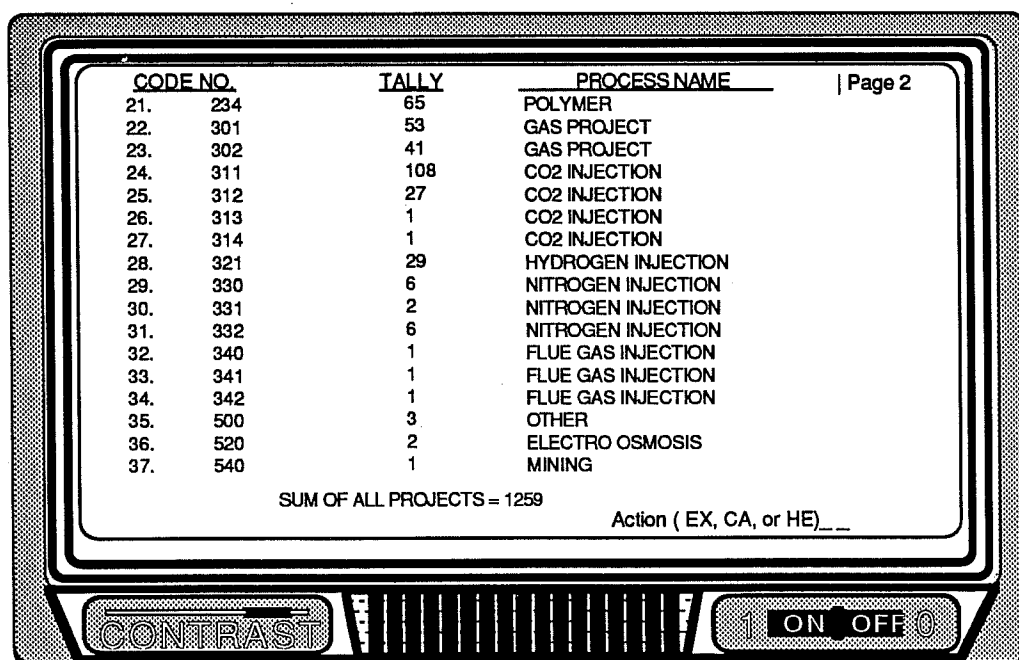 CODE NO. TALLY PROCESS NAME | Page 2
21. 234 65 POLYMER
22. 301 53 GAS PROJECT
23. 302 41 GAS PROJECT
24. 311 108 CO2 INJECTION
25. 312 27 CO2 INJECTION
26. 313 1 CO2 INJECTION
27. 314 1 CO2 INJECTION
28. 321 29 HYDROGEN INJECTION
29. 330 6 NITROGEN INJECTION
30. 331 2 NITROGEN INJECTION
31. 332 6 NITROGEN INJECTION
32. 340 1 FLUE GAS INJECTION
33. 341 1 FLUE GAS INJECTION
34. 342 1 FLUE GAS INJECTION
35. 500 3 OTHER
36. 520 2 ELECTRO OSMOSIS
37. 540 1 MINING
SUM OF ALL PROJECTS = 1259
Action ( EX, CA, or HE)_ _
CONTRAST 1 ON OFF 0